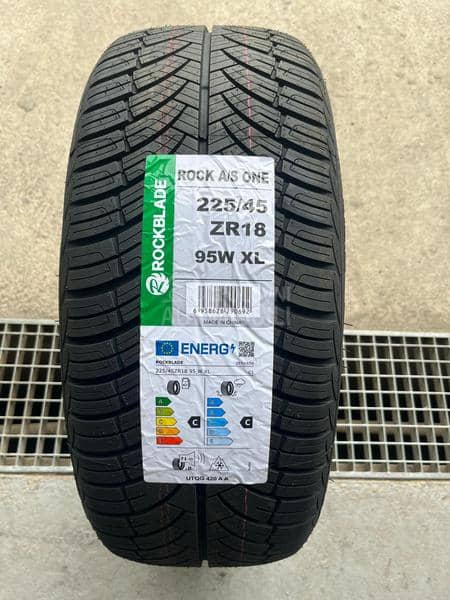 ROCKBLADE
ROCK A/S ONE
225/45
ZR18
95W XL
MADE IN CHINA
ENERG
ROCKBLADE
225/45ZR18 95 W XL
A
B
C
D
E
C
A
B
C
D
E
C
UTQG 420 A A